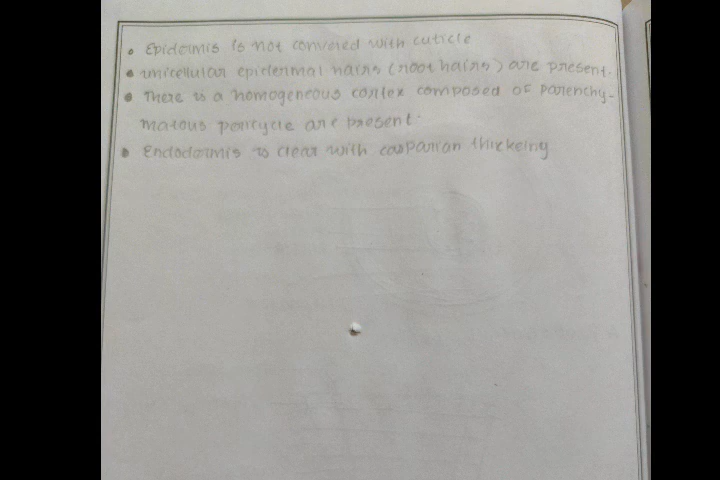 • Epidermis is not covered with cuticle
• unicellular epidermal hairs (root hairs) are present.
• There is a homogeneous cortex composed of parenchy-
matous pericycle are present.
• Endodermis is clear with casparian thickeing